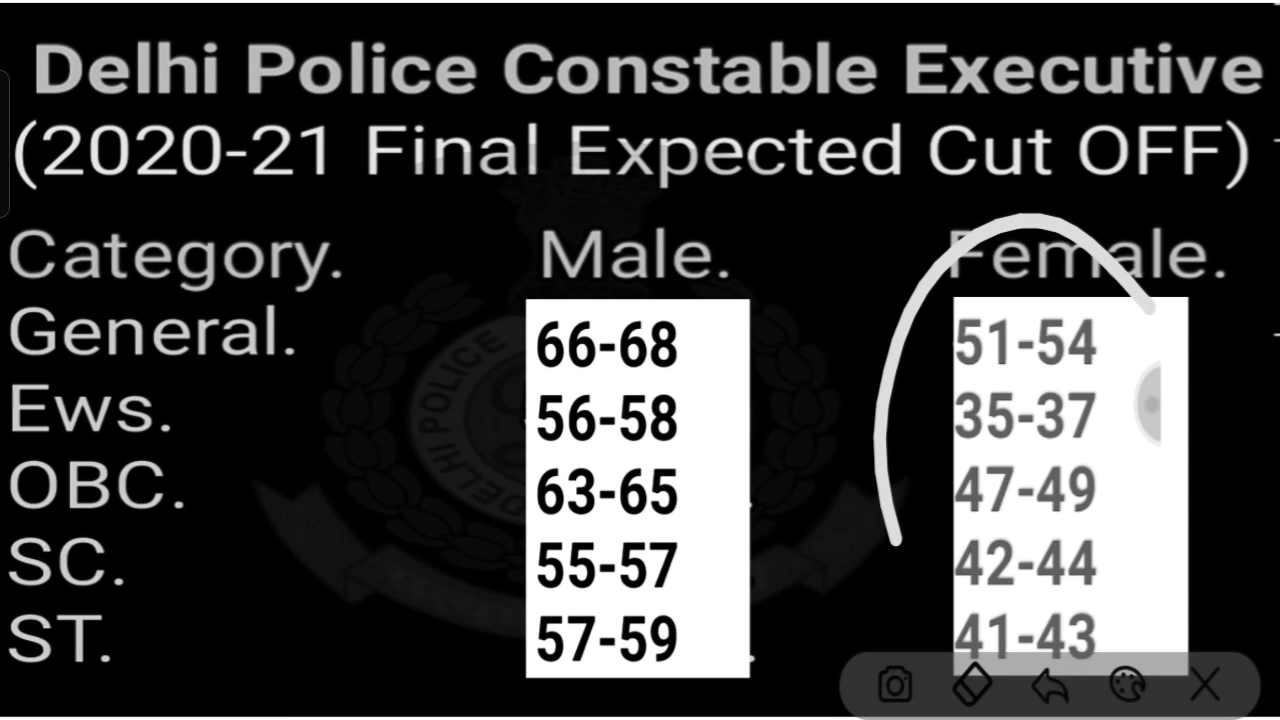 Delhi Police Constable Executive
(2020-21 Final Expected Cut OFF)
Category. Male. Female.
General. 66-68 51-54
Ews. 56-58 35-37
OBC. 63-65 47-49
SC. 55-57 42-44
ST. 57-59 41-43
DELHI POLICE